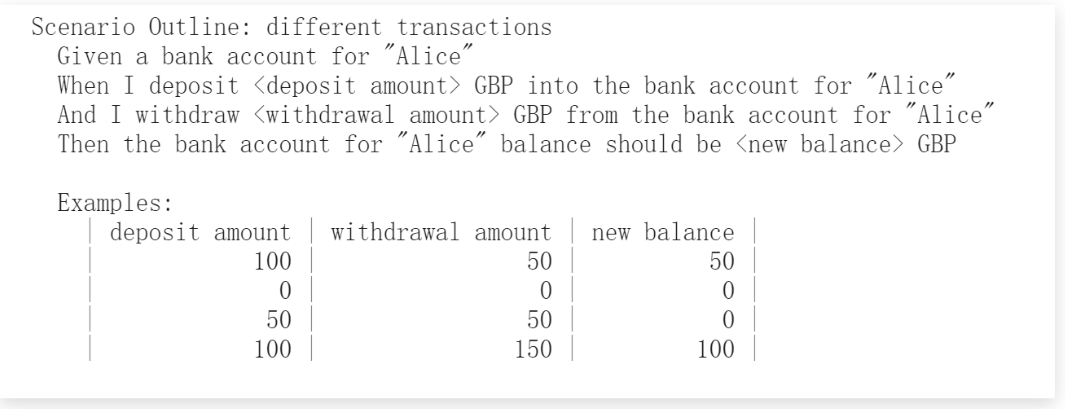 Scenario Outline: different transactions
Given a bank account for "Alice"
When I deposit <deposit amount> GBP into the bank account for "Alice"
And I withdraw <withdrawal amount> GBP from the bank account for "Alice"
Then the bank account for "Alice" balance should be <new balance> GBP
Examples:
| deposit amount | withdrawal amount | new balance |
| 100 | 50 | 50 |
| 0 | 0 | 0 |
| 50 | 50 | 0 |
| 100 | 150 | 100 |